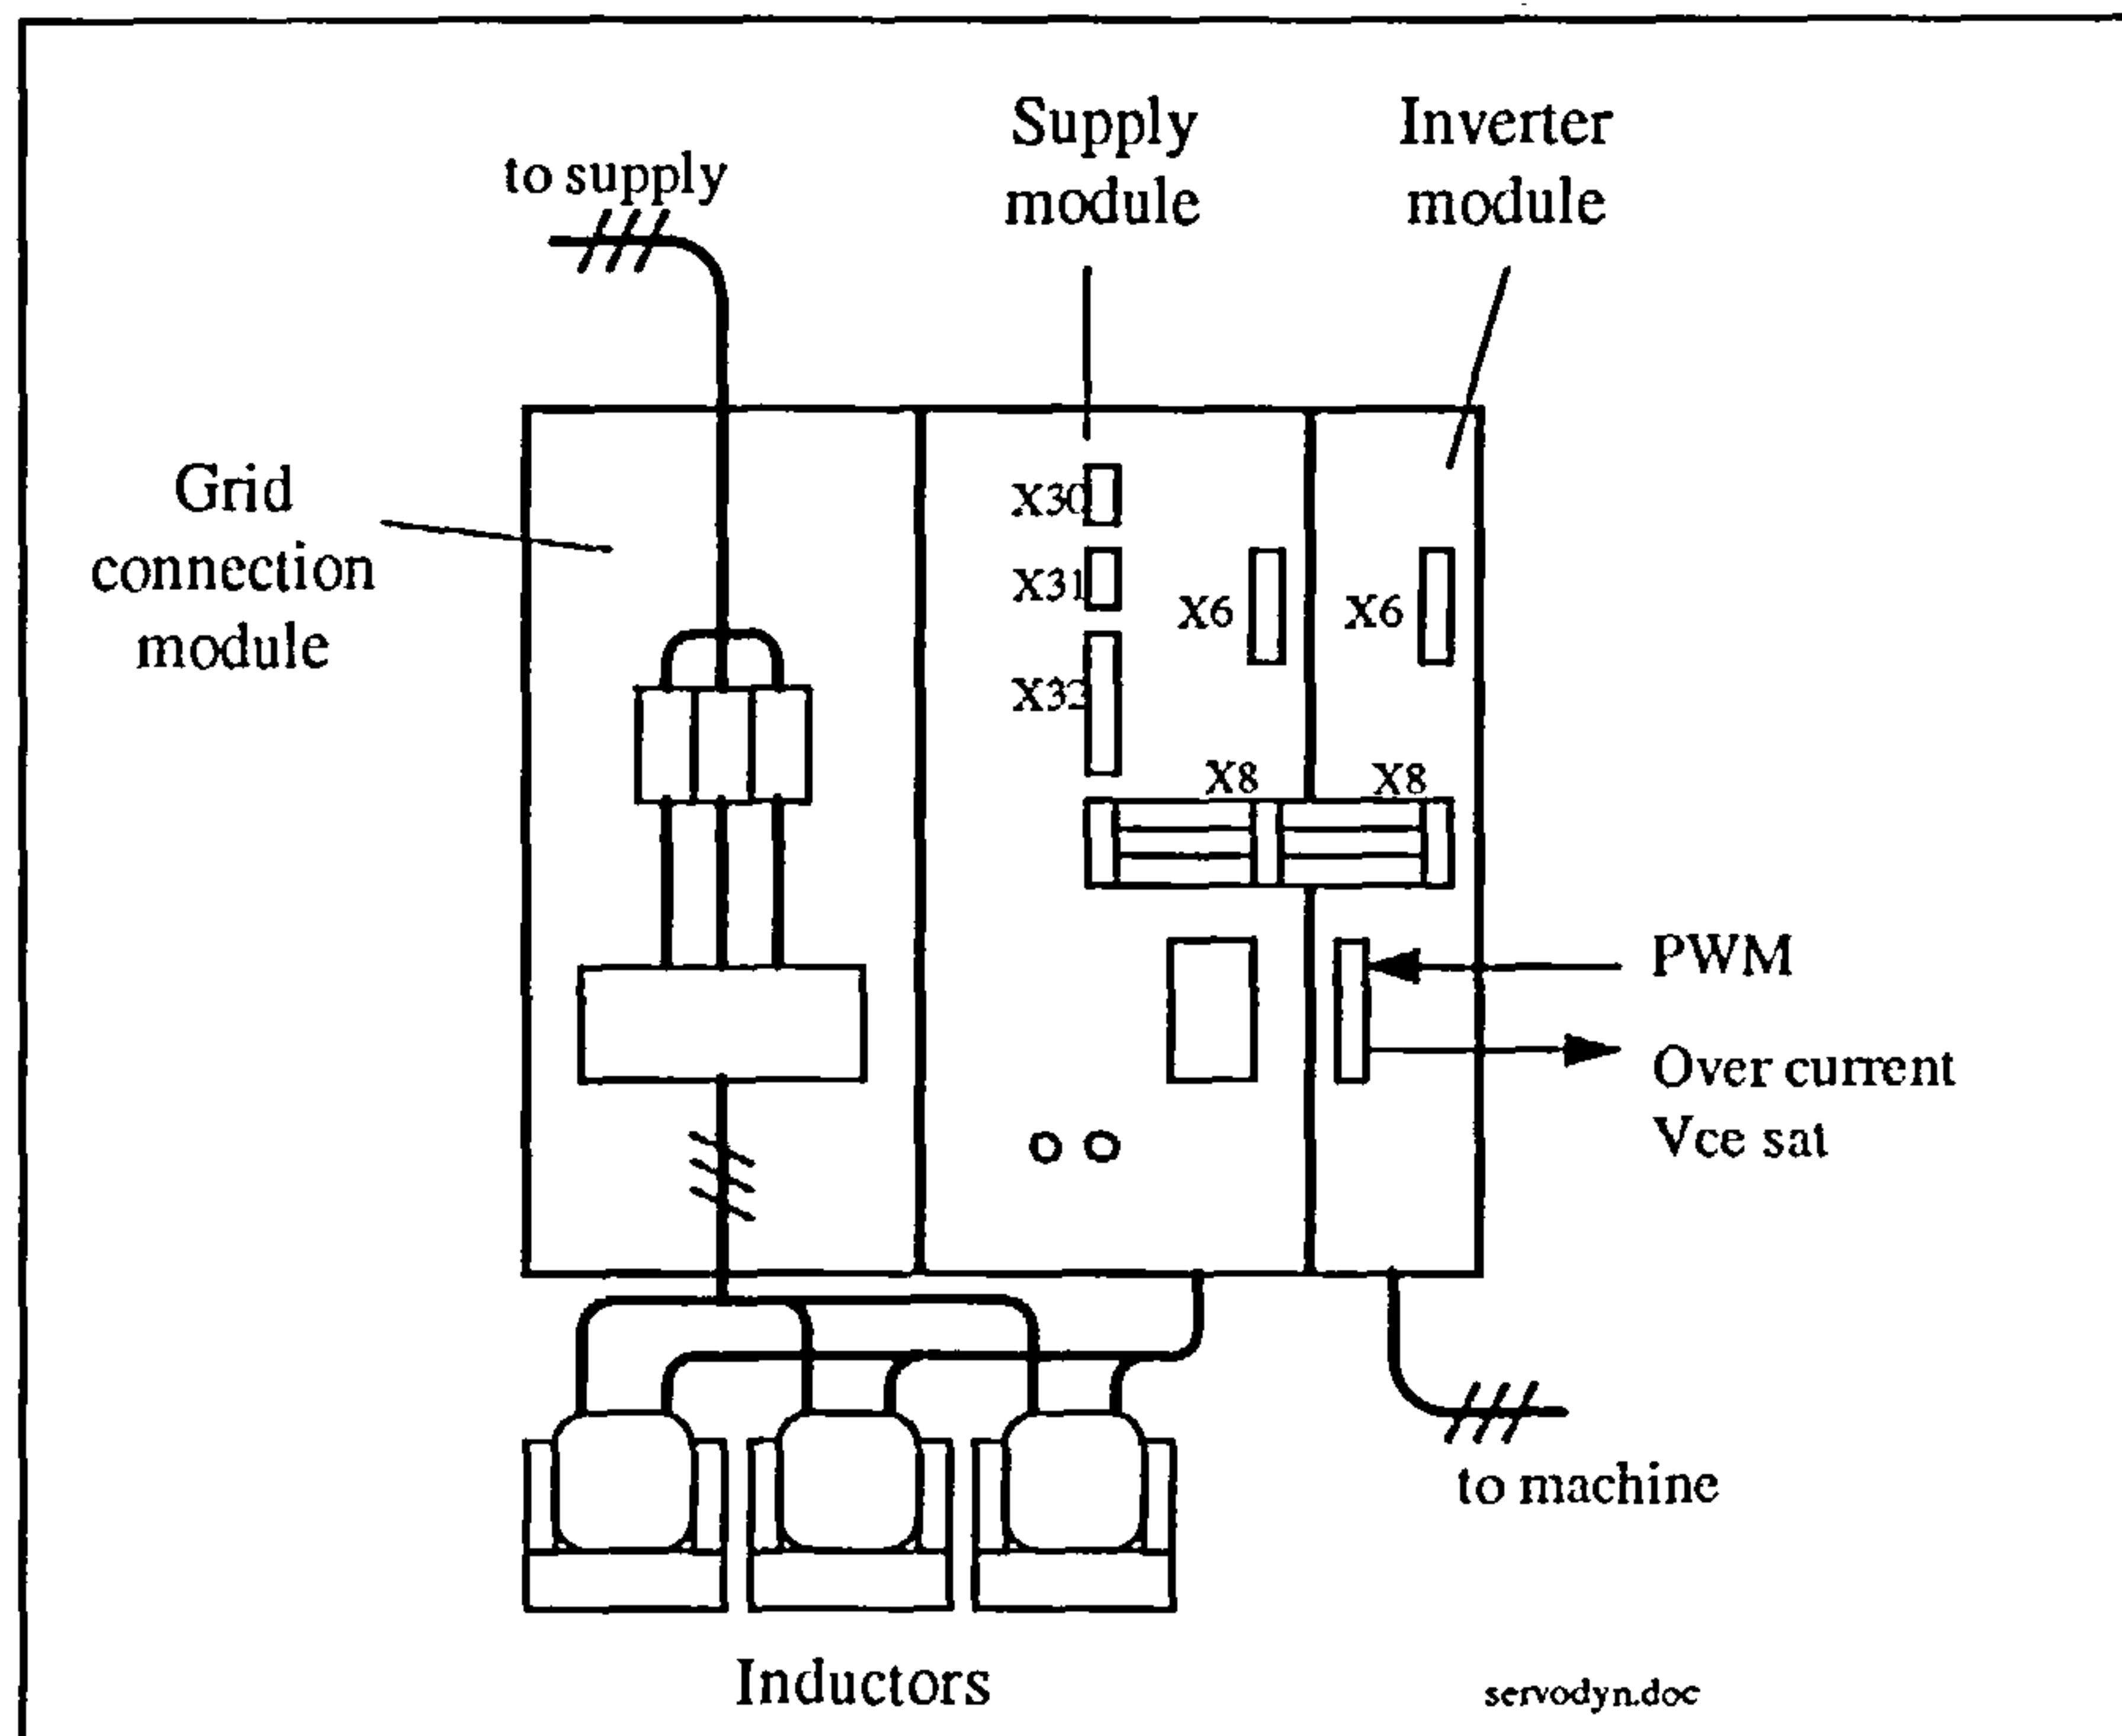 to supply
Supply
module
Inverter
module
Grid
connection
module
X30
X31
X32
X6
X6
X8
X8
PWM
Over current
Vce sat
to machine
Inductors
servodyn.doc